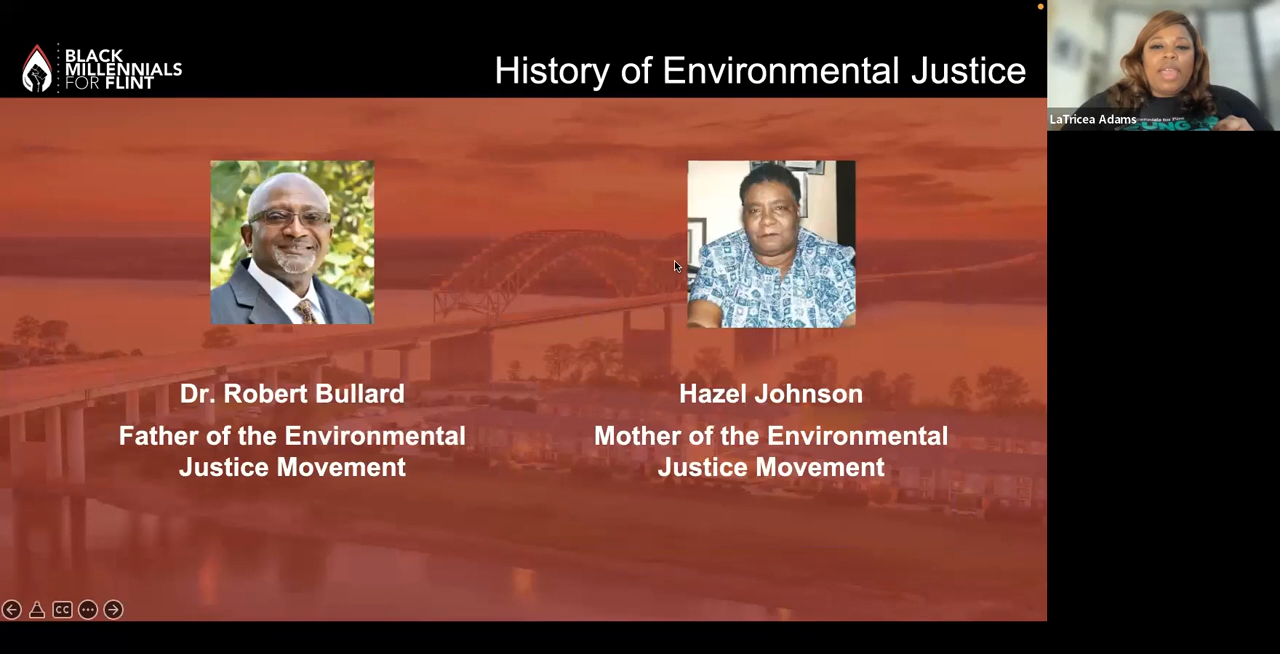 BLACK
MILLENNIALS
FOR FLINT
History of Environmental Justice
LaTricea Adams
Dr. Robert Bullard
Father of the Environmental
Justice Movement
Hazel Johnson
Mother of the Environmental
Justice Movement
CC